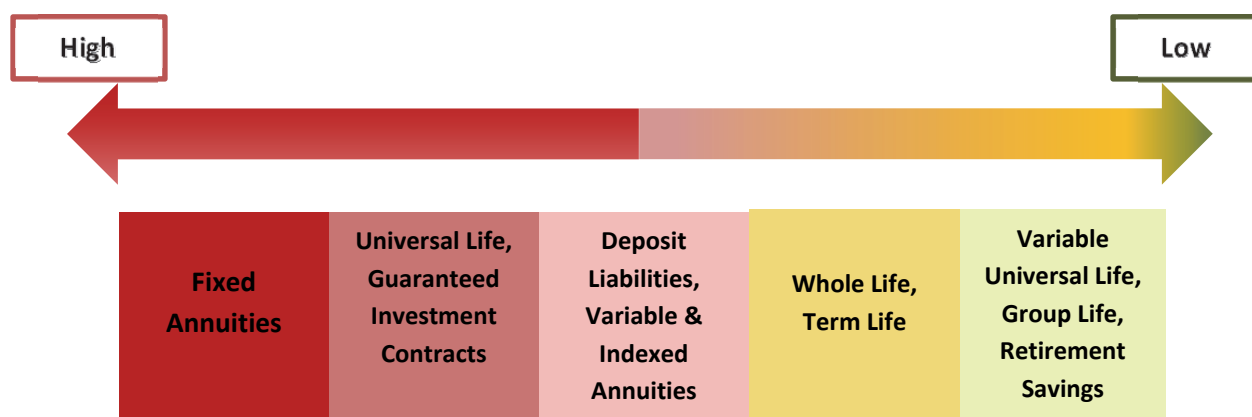 High
Low
Fixed
Annuities
Universal Life,
Guaranteed
Investment
Contracts
Deposit
Liabilities,
Variable &
Indexed
Annuities
Whole Life,
Term Life
Variable
Universal Life,
Group Life,
Retirement
Savings